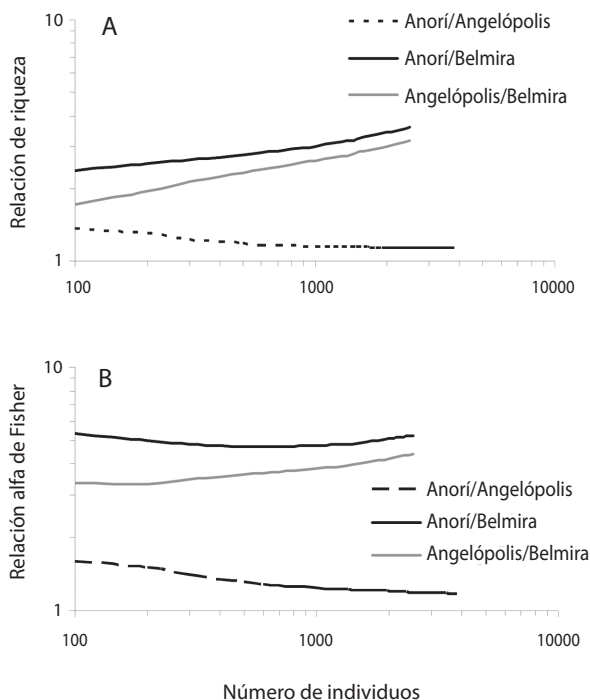 A
Relación de riqueza
10
1
100
1000
10000
Anorí/Angelópolis
Anorí/Belmira
Angelópolis/Belmira
B
Relación alfa de Fisher
10
1
100
1000
10000
Anorí/Angelópolis
Anorí/Belmira
Angelópolis/Belmira
Número de individuos